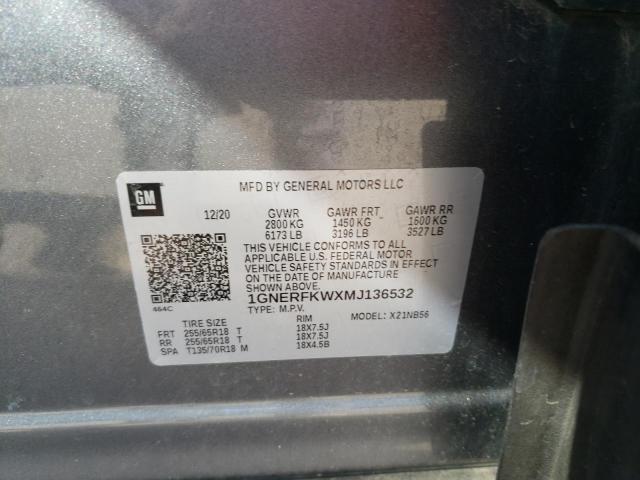 GM
MFD BY GENERAL MOTORS LLC
12/20 GVWR GAWR FRT GAWR RR
2800 KG 1450 KG 1600 KG
6173 LB 3196 LB 3527 LB
THIS VEHICLE CONFORMS TO ALL
APPLICABLE U.S. FEDERAL MOTOR
VEHICLE SAFETY STANDARDS IN EFFECT
ON THE DATE OF MANUFACTURE
SHOWN ABOVE.
464C
1GNERFKWXMJ136532
TYPE: M.P.V. MODEL: X21NB56
TIRE SIZE RIM
FRT 255/65R18 T 18X7.5J
RR 255/65R18 T 18X7.5J
SPA T135/70R18 M 18X4.5B